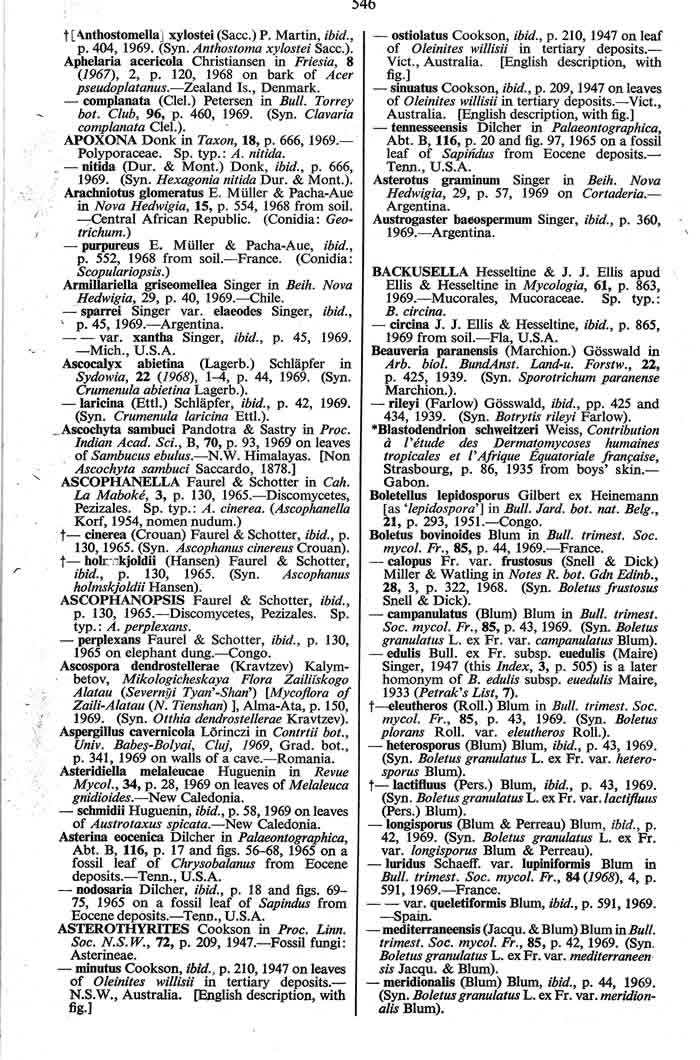 546
†[Anthostomella] xylostei (Sacc.) P. Martin, ibid.,
p. 404, 1969. (Syn. Anthostoma xylostei Sacc.).
Aphelaria acericola Christiansen in Friesia, 8
(1967), 2, p. 120, 1968 on bark of Acer
pseudoplatanus.—Zealand Is., Denmark.
— complanata (Clel.) Petersen in Bull. Torrey
bot. Club, 96, p. 460, 1969. (Syn. Clavaria
complanata Clel.).
APOXONA Donk in Taxon, 18, p. 666, 1969.—
Polyporaceae. Sp. typ.: A. nitida.
— nitida (Dur. & Mont.) Donk, ibid., p. 666,
1969. (Syn. Hexagonia nitida Dur. & Mont.).
Arachniotus glomeratus E. Müller & Pacha-Aue
in Nova Hedwigia, 15, p. 554, 1968 from soil.
—Central African Republic. (Conidia: Geo-
trichum.)
— purpureus E. Müller & Pacha-Aue, ibid.,
p. 552, 1968 from soil.—France. (Conidia:
Scopulariopsis.)
Armillariella griseomellea Singer in Beih. Nova
Hedwigia, 29, p. 40, 1969.—Chile.
— sparrei Singer var. elaeodes Singer, ibid.,
p. 45, 1969.—Argentina.
— — var. xantha Singer, ibid., p. 45, 1969.
—Mich., U.S.A.
Ascocalyx abietina (Lagerb.) Schläpfer in
Sydowia, 22 (1968), 1–4, p. 44, 1969. (Syn.
Crumenula abietina Lagerb.).
— laricina (Ettl.) Schläpfer, ibid., p. 42, 1969.
(Syn. Crumenula laricina Ettl.).
Ascochyta sambuci Pandotra & Sastry in Proc.
Indian Acad. Sci., B, 70, p. 93, 1969 on leaves
of Sambucus ebulus.—N.W. Himalayas. [Non
Ascochyta sambuci Saccardo, 1878.]
ASCOPHANELLA Faurel & Schotter in Cah.
La Maboké, 3, p. 130, 1965.—Discomycetes,
Pezizales. Sp. typ.: A. cinerea. (Ascophanella
Korf, 1954, nomen nudum.)
†— cinerea (Crouan) Faurel & Schotter, ibid., p.
130, 1965. (Syn. Ascophanus cinereus Crouan).
†— holmskjoldii (Hansen) Faurel & Schotter,
ibid., p. 130, 1965. (Syn. Ascophanus
holmskjoldii Hansen).
ASCOPHANOPSIS Faurel & Schotter, ibid.,
p. 130, 1965.—Discomycetes, Pezizales. Sp.
typ.: A. perplexans.
— perplexans Faurel & Schotter, ibid., p. 130,
1965 on elephant dung.—Congo.
Ascospora dendrostellerae (Kravtzev) Kalym-
betov, Mikologicheskaya Flora Zailiĭskogo
Alatau (Severnȳi Tyan'-Shan') [Mycoflora of
Zaili-Alatau (N. Tienshan) ], Alma-Ata, p. 150,
1969. (Syn. Otthia dendrostellerae Kravtzev).
Aspergillus cavernicola Lörinczi in Contrtii bot.,
Univ. Babeș-Bolyai, Cluj, 1969, Grad. bot.,
p. 341, 1969 on walls of a cave.—Romania.
Asteridiella melaleucae Huguenin in Revue
Mycol., 34, p. 28, 1969 on leaves of Melaleuca
gnidioides.—New Caledonia.
— schmidii Huguenin, ibid., p. 58, 1969 on leaves
of Austrotaxus spicata.—New Caledonia.
Asterina eocenica Dilcher in Palaeontographica,
Abt. B, 116, p. 17 and figs. 56–68, 1965 on a
fossil leaf of Chrysobalanus from Eocene
deposits.—Tenn., U.S.A.
— nodosaria Dilcher, ibid., p. 18 and figs. 69–
75, 1965 on a fossil leaf of Sapindus from
Eocene deposits.—Tenn., U.S.A.
ASTEROTHYRITES Cookson in Proc. Linn.
Soc. N.S.W., 72, p. 209, 1947.—Fossil fungi:
Asterineae.
— minutus Cookson, ibid., p. 210, 1947 on leaves
of Oleinites willisii in tertiary deposits.—
N.S.W., Australia. [English description, with
fig.]
— ostiolatus Cookson, ibid., p. 210, 1947 on leaf
of Oleinites willisii in tertiary deposits.—
Vict., Australia. [English description, with
fig.]
— sinuatus Cookson, ibid., p. 209, 1947 on leaves
of Oleinites willisii in tertiary deposits.—Vict.,
Australia. [English description, with fig.]
— tennesseensis Dilcher in Palaeontographica,
Abt. B, 116, p. 20 and fig. 97, 1965 on a fossil
leaf of Sapindus from Eocene deposits.—
Tenn., U.S.A.
Asterotus graminum Singer in Beih. Nova
Hedwigia, 29, p. 57, 1969 on Cortaderia.—
Argentina.
Austrogaster baeospermum Singer, ibid., p. 360,
1969.—Argentina.
BACKUSELLA Hesseltine & J. J. Ellis apud
Ellis & Hesseltine in Mycologia, 61, p. 863,
1969.—Mucorales, Mucoraceae. Sp. typ.:
B. circina.
— circina J. J. Ellis & Hesseltine, ibid., p. 865,
1969 from soil.—Fla, U.S.A.
Beauveria paranensis (Marchion.) Gösswald in
Arb. biol. BundAnst. Land-u. Forstw., 22,
p. 425, 1939. (Syn. Sporotrichum paranense
Marchion.).
— rileyi (Farlow) Gösswald, ibid., pp. 425 and
434, 1939. (Syn. Botrytis rileyi Farlow).
*Blastodendrion schweitzeri Weiss, Contribution
à l'étude des Dermatomycoses humaines
tropicales et l'Afrique Équatoriale française,
Strasbourg, p. 86, 1935 from boys' skin.—
Gabon.
Boletellus lepidosporus Gilbert ex Heinemann
[as 'lepidospora'] in Bull. Jard. bot. nat. Belg.,
21, p. 293, 1951.—Congo.
Boletus bovinoides Blum in Bull. trimest. Soc.
mycol. Fr., 85, p. 44, 1969.—France.
— calopus Fr. var. frustosus (Snell & Dick)
Miller & Watling in Notes R. bot. Gdn Edinb.,
28, 3, p. 322, 1968. (Syn. Boletus frustosus
Snell & Dick).
— campanulatus (Blum) Blum in Bull. trimest.
Soc. mycol. Fr., 85, p. 43, 1969. (Syn. Boletus
granulatus L. ex Fr. var. campanulatus Blum).
— edulis Bull. ex Fr. subsp. euedulis (Maire)
Singer, 1947 (this Index, 3, p. 505) is a later
homonym of B. edulis subsp. euedulis Maire,
1933 (Petrak's List, 7).
†—eleutheros (Roll.) Blum in Bull. trimest. Soc.
mycol. Fr., 85, p. 43, 1969. (Syn. Boletus
plorans Roll. var. eleutheros Roll.).
— heterosporus (Blum) Blum, ibid., p. 43, 1969.
(Syn. Boletus granulatus L. ex Fr. var. hetero-
sporus Blum).
†— lactifluus (Pers.) Blum, ibid., p. 43, 1969.
(Syn. Boletus granulatus L. ex Fr. var. lactifluus
(Pers.) Blum).
— longisporus (Blum & Perreau) Blum, ibid., p.
42, 1969. (Syn. Boletus granulatus L. ex Fr.
var. longisporus Blum & Perreau).
— luridus Schaeff. var. lupiniformis Blum in
Bull. trimest. Soc. mycol. Fr., 84 (1968), 4, p.
591, 1969.—France.
— — var. queletiformis Blum, ibid., p. 591, 1969.
—Spain.
— mediterraneensis (Jacqu. & Blum) Blum in Bull.
trimest. Soc. mycol. Fr., 85, p. 42, 1969. (Syn.
Boletus granulatus L. ex Fr. var. mediterraneen-
sis Jacqu. & Blum).
— meridionalis (Blum) Blum, ibid., p. 44, 1969.
(Syn. Boletus granulatus L. ex Fr. var. meridion-
alis Blum).